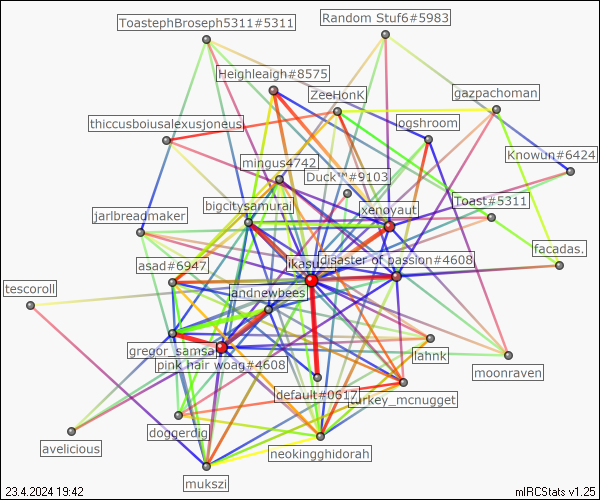 ToastephBroseph5311#5311
Random Stuf6#5983
Heighleigh#8575
ZeeHonK
gazpachoman
thiccusboiusalexusjoneus
ogshroom
mingus4742
Knowun#6424
Duck™#9103
bigcitysamurai
xenoyaut
Toast#5311
jarlbreadmaker
facadas.
asad#6947
disaster of passion#4608
tescoroll
andnewbees
gregor_samsa
lahnk
pink hair woag#4608
moonraven
default#0617
turkey_mcnugget
doggerdig
avelicious
neokingghidorah
mukszi
23.4.2024 19:42
mIRCStats v1.25